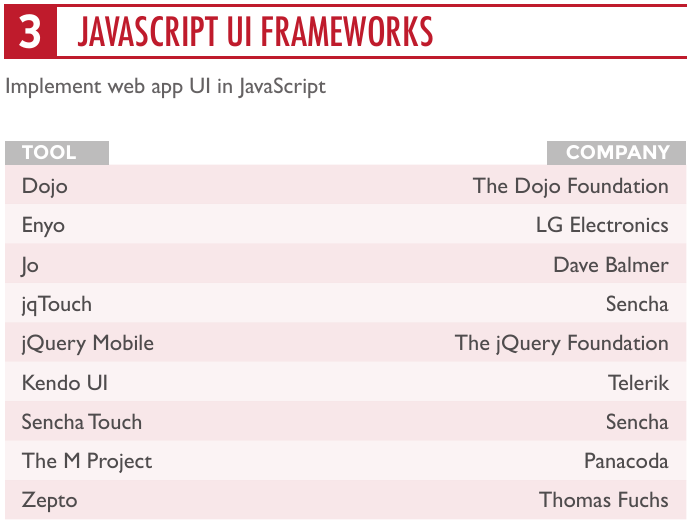 3 JAVASCRIPT UI FRAMEWORKS
Implement web app UI in JavaScript
TOOL COMPANY
Dojo The Dojo Foundation
Enyo LG Electronics
Jo Dave Balmer
jqTouch Sencha
jQuery Mobile The jQuery Foundation
Kendo UI Telerik
Sencha Touch Sencha
The M Project Panacoda
Zepto Thomas Fuchs